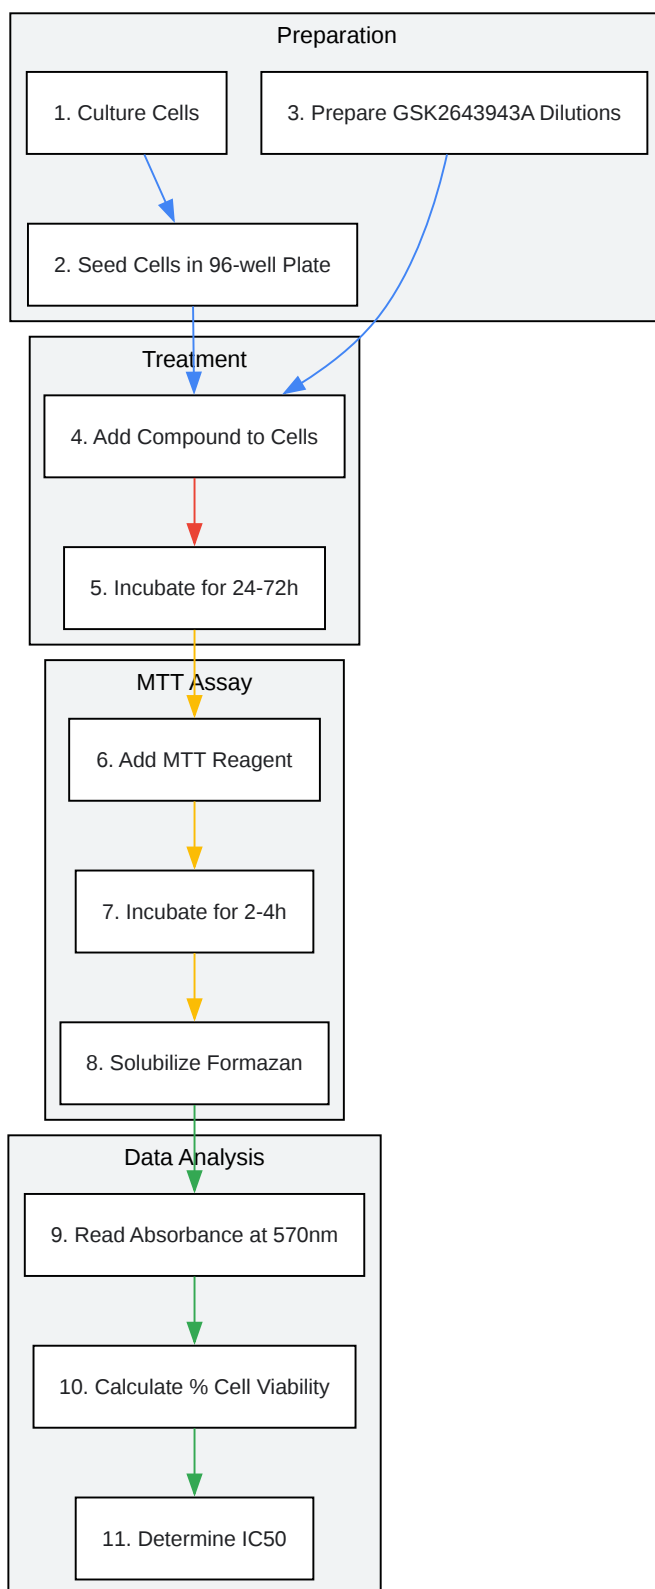 Preparation
1. Culture Cells
3. Prepare GSK2643943A Dilutions
2. Seed Cells in 96-well Plate
Treatment
4. Add Compound to Cells
5. Incubate for 24-72h
MTT Assay
6. Add MTT Reagent
7. Incubate for 2-4h
8. Solubilize Formazan
Data Analysis
9. Read Absorbance at 570nm
10. Calculate % Cell Viability
11. Determine IC50